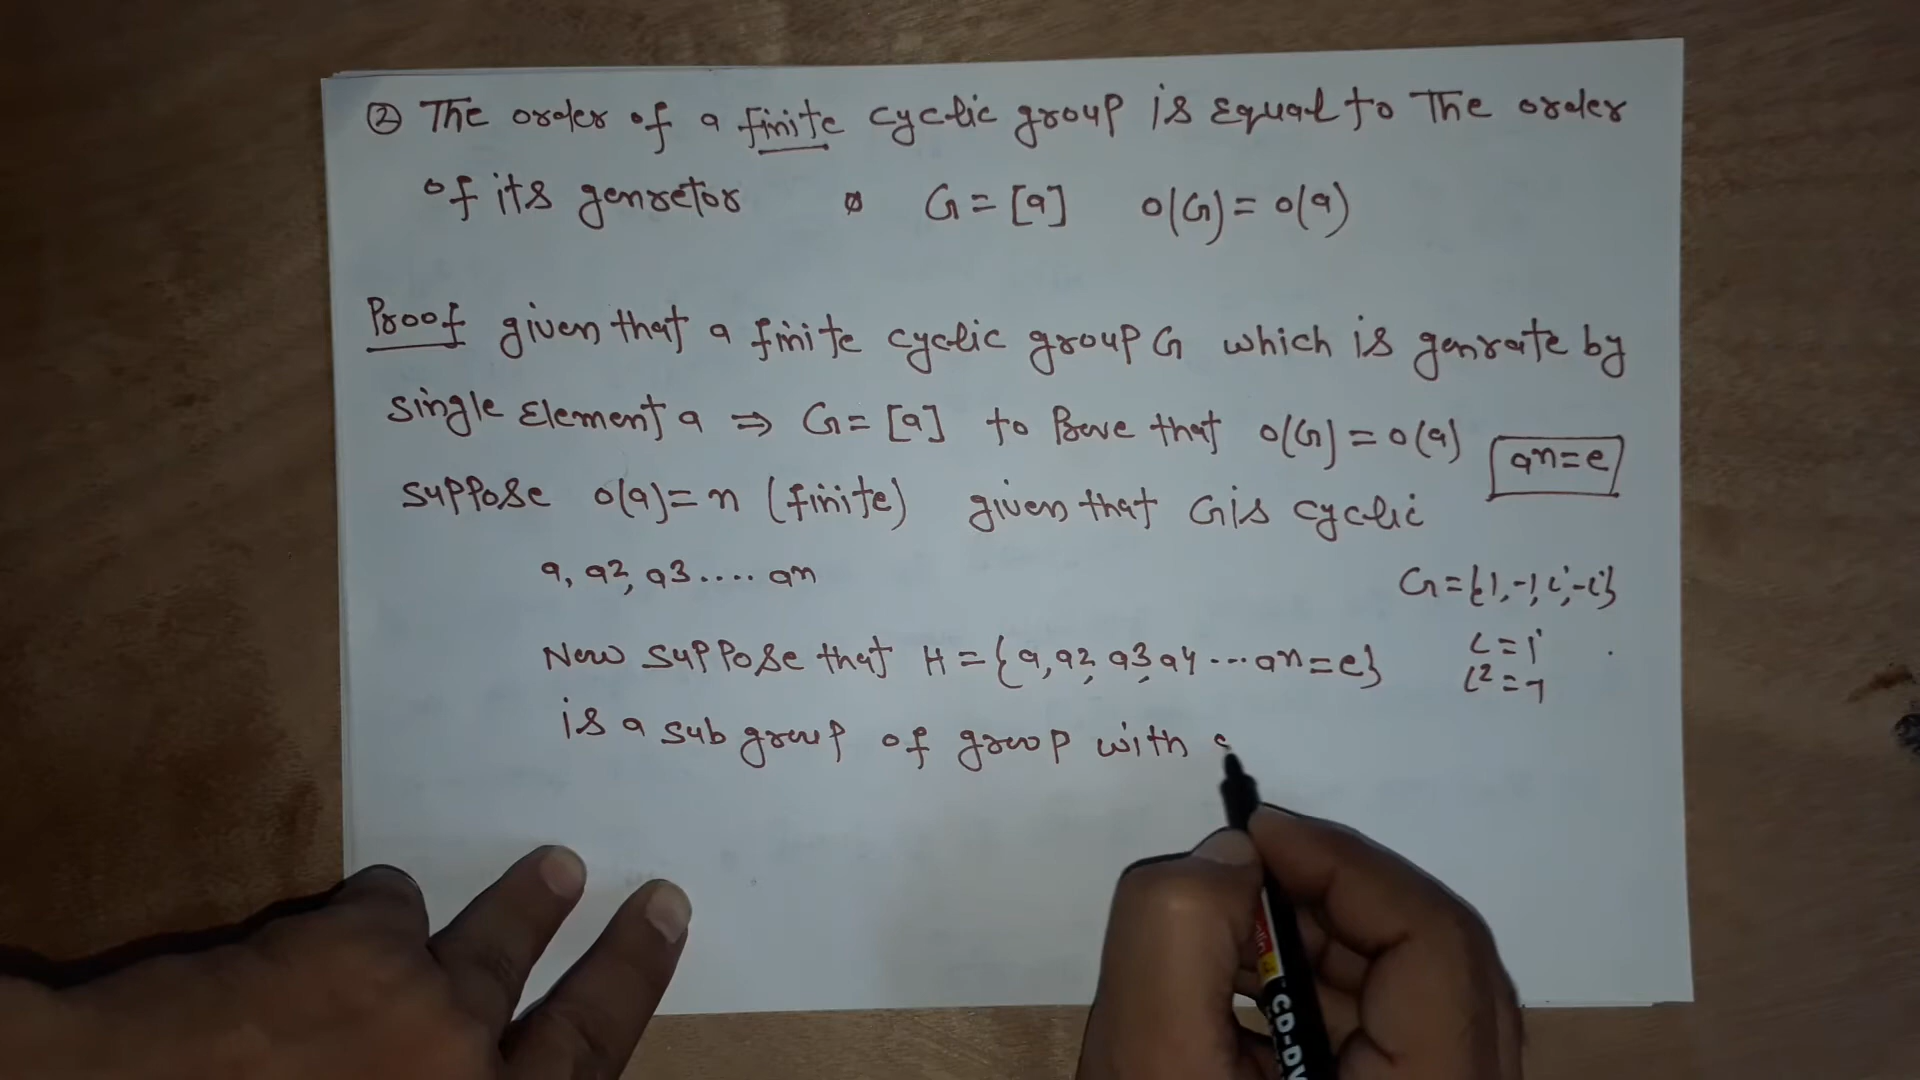 ② The order of a finite cyclic group is Equal to The order
of its genretor G = [a] o(G) = o(a)
Proof given that a finite cyclic group G which is genrate by
single Element a ⇒ G = [a] to Prove that o(G) = o(a)
an=e
suppose o(a)=n (finite) given that G is cyclic
a, a2, a3.... an
G={1,-1,i,-i}
Now suppose that H = {a, a2, a3, a4 ... an=e}
i = i
i2 = -1
is a sub group of group with
CD-DV